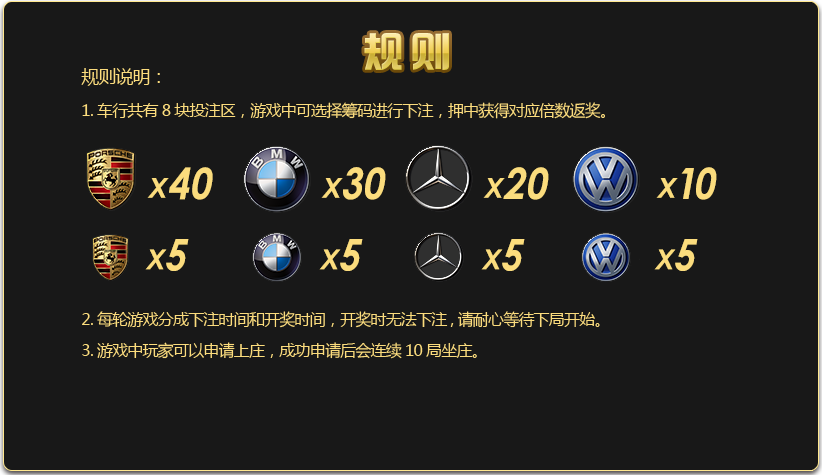 规则
规则说明：
1. 车行共有 8 块投注区，游戏中可选择筹码进行下注，押中获得对应倍数返奖。
PORSCHE x40 BMW x30 x20 x10
PORSCHE x5 BMW x5 x5 x5
2. 每轮游戏分成下注时间和开奖时间，开奖时无法下注 , 请耐心等待下局开始。
3. 游戏中玩家可以申请上庄，成功申请后会连续 10 局坐庄。